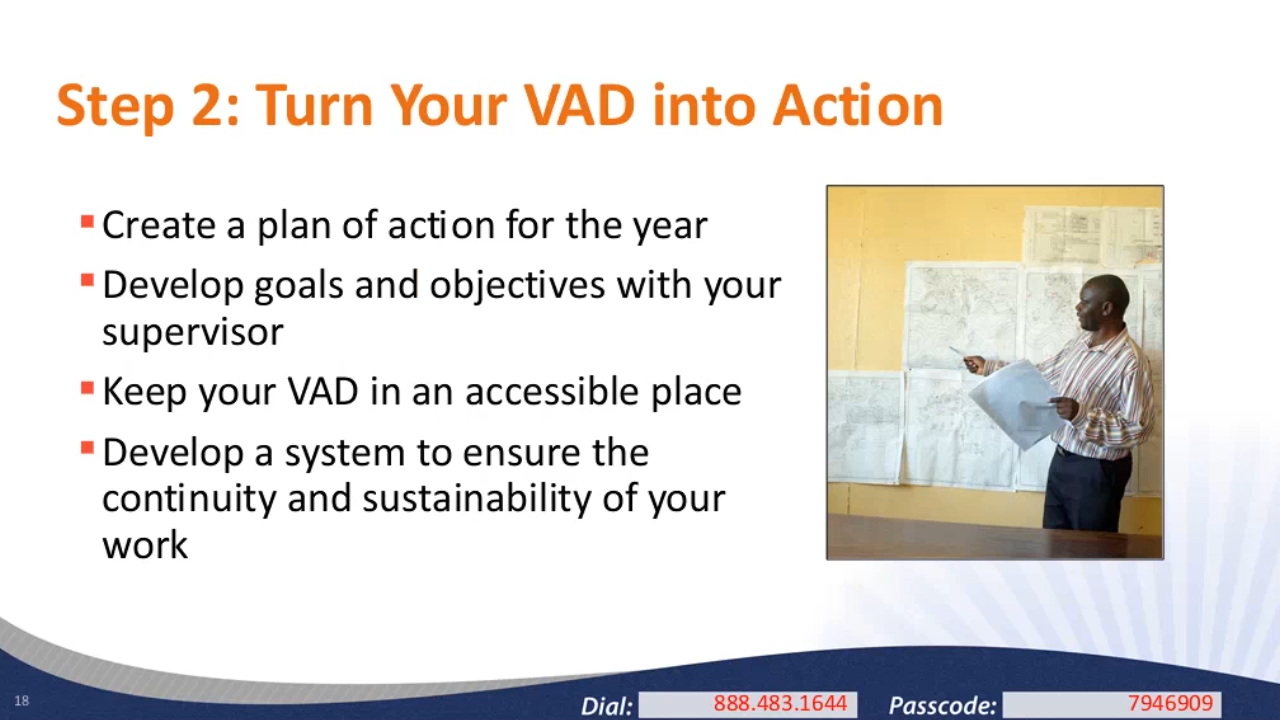 Step 2: Turn Your VAD into Action
Create a plan of action for the year
Develop goals and objectives with your
supervisor
Keep your VAD in an accessible place
Develop a system to ensure the
continuity and sustainability of your
work
18
Dial: 888.483.1644 Passcode: 7946909